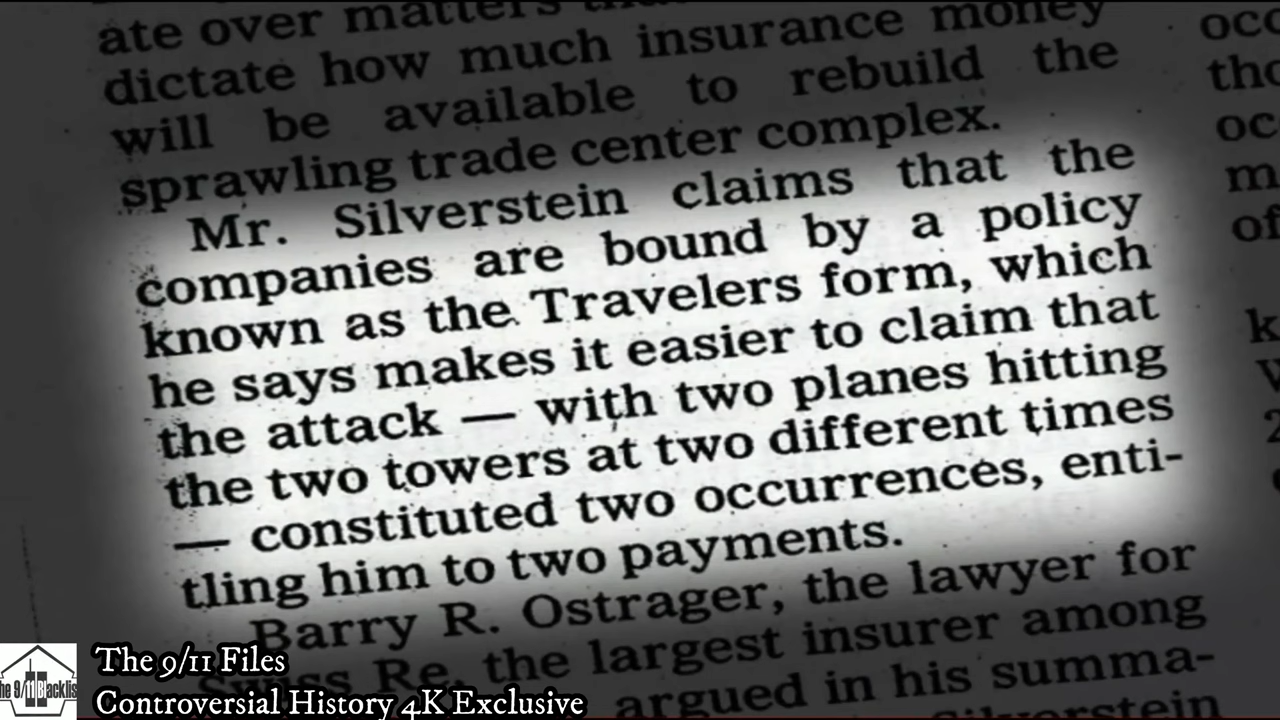 ate over matters
dictate how much insurance money
will be available to rebuild the
sprawling trade center complex.
Mr. Silverstein claims that the
companies are bound by a policy
known as the Travelers form, which
he says makes it easier to claim that
the attack — with two planes hitting
the two towers at two different times
— constituted two occurrences, enti-
tling him to two payments.
Barry R. Ostrager, the lawyer for
Swiss Re, the largest insurer among
argued in his summa-
The 9/11 Files
Controversial History 4K Exclusive